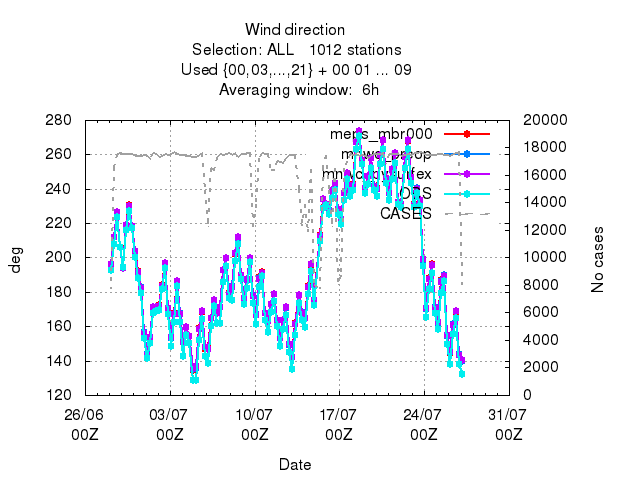 Wind direction
Selection: ALL   1012 stations
Used {00,03,...,21} + 00 01 ... 09
Averaging window:  6h
280
260
240
220
200
180
160
140
120
20000
18000
16000
14000
12000
10000
8000
6000
4000
2000
0
meps_mbr000
CASES
deg
No cases
26/06
00Z
03/07
00Z
10/07
00Z
17/07
00Z
24/07
00Z
31/07
00Z
Date